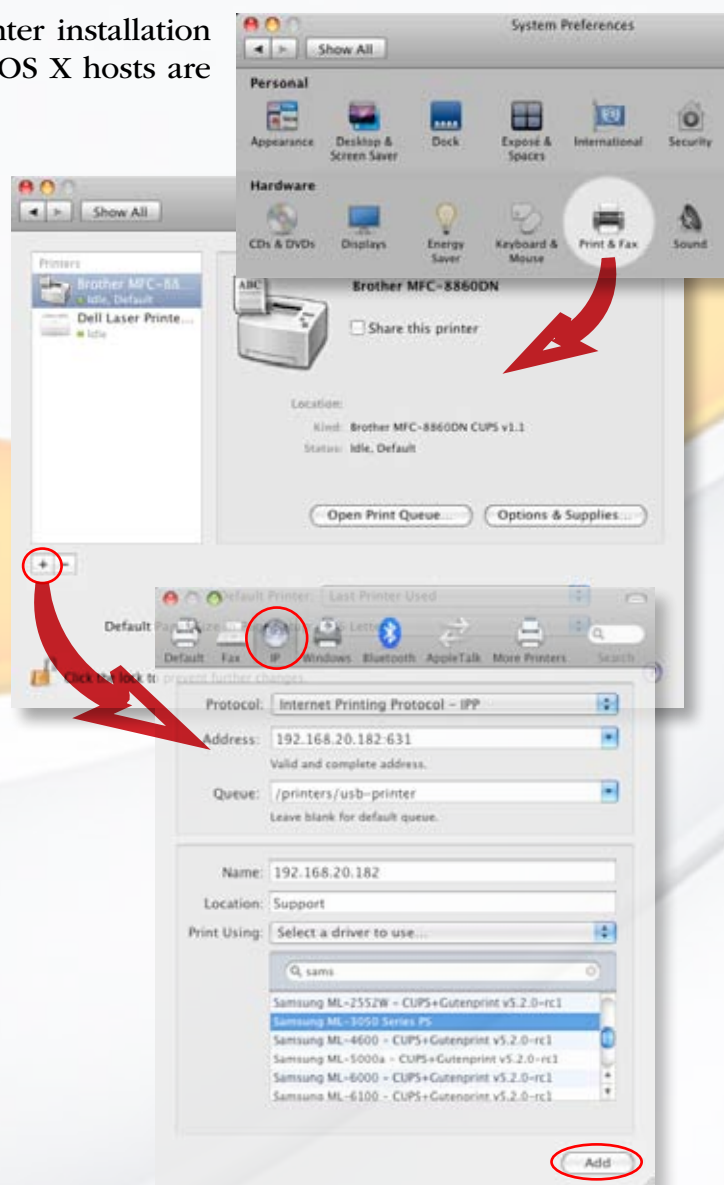 nter installation
OS X hosts are
System Preferences
Show All
Personal
Appearance
Desktop & Screen Saver
Dock
Exposé & Spaces
International
Security
Hardware
CDs & DVDs
Displays
Energy Saver
Keyboard & Mouse
Print & Fax
Sound
Show All
Printers
Brother MFC-88...
Idle, Default
Dell Laser Printe...
Idle
ABC
Brother MFC-8860DN
Share this printer
Location:
Kind: Brother MFC-8860DN CUPS v1.1
Status: Idle, Default
Open Print Queue...
Options & Supplies...
+ -
Default Printer: Last Printer Used
Default
Letter
Click the lock to prevent further changes.
Default
Fax
IP
Windows
Bluetooth
AppleTalk
More Printers
Search
Protocol: Internet Printing Protocol - IPP
Address: 192.168.20.182:631
Valid and complete address.
Queue: /printers/usb-printer
Leave blank for default queue.
Name: 192.168.20.182
Location: Support
Print Using: Select a driver to use...
sams
Samsung ML-2552W - CUPS+Gutenprint v5.2.0-rc1
Samsung ML-3050 Series PS
Samsung ML-4600 - CUPS+Gutenprint v5.2.0-rc1
Samsung ML-5000a - CUPS+Gutenprint v5.2.0-rc1
Samsung ML-6000 - CUPS+Gutenprint v5.2.0-rc1
Samsung ML-6100 - CUPS+Gutenprint v5.2.0-rc1
Add